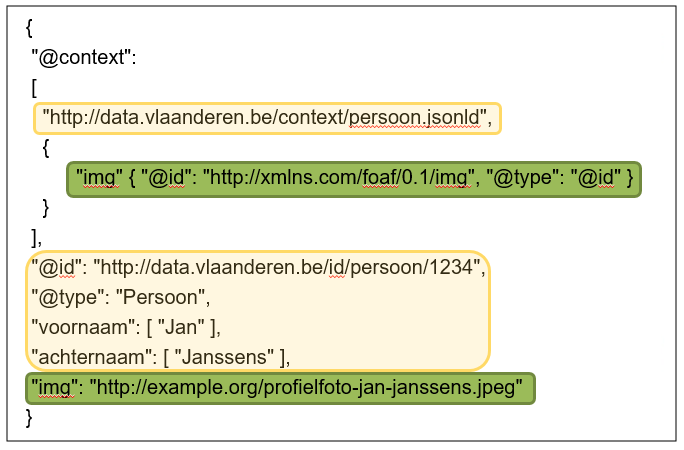 {
"@context":
[
"http://data.vlaanderen.be/context/persoon.jsonld",
{
"img" { "@id": "http://xmlns.com/foaf/0.1/img", "@type": "@id" }
}
],
"@id": "http://data.vlaanderen.be/id/persoon/1234",
"@type": "Persoon",
"voornaam": [ "Jan" ],
"achternaam": [ "Janssens" ],
"img": "http://example.org/profielfoto-jan-janssens.jpeg"
}